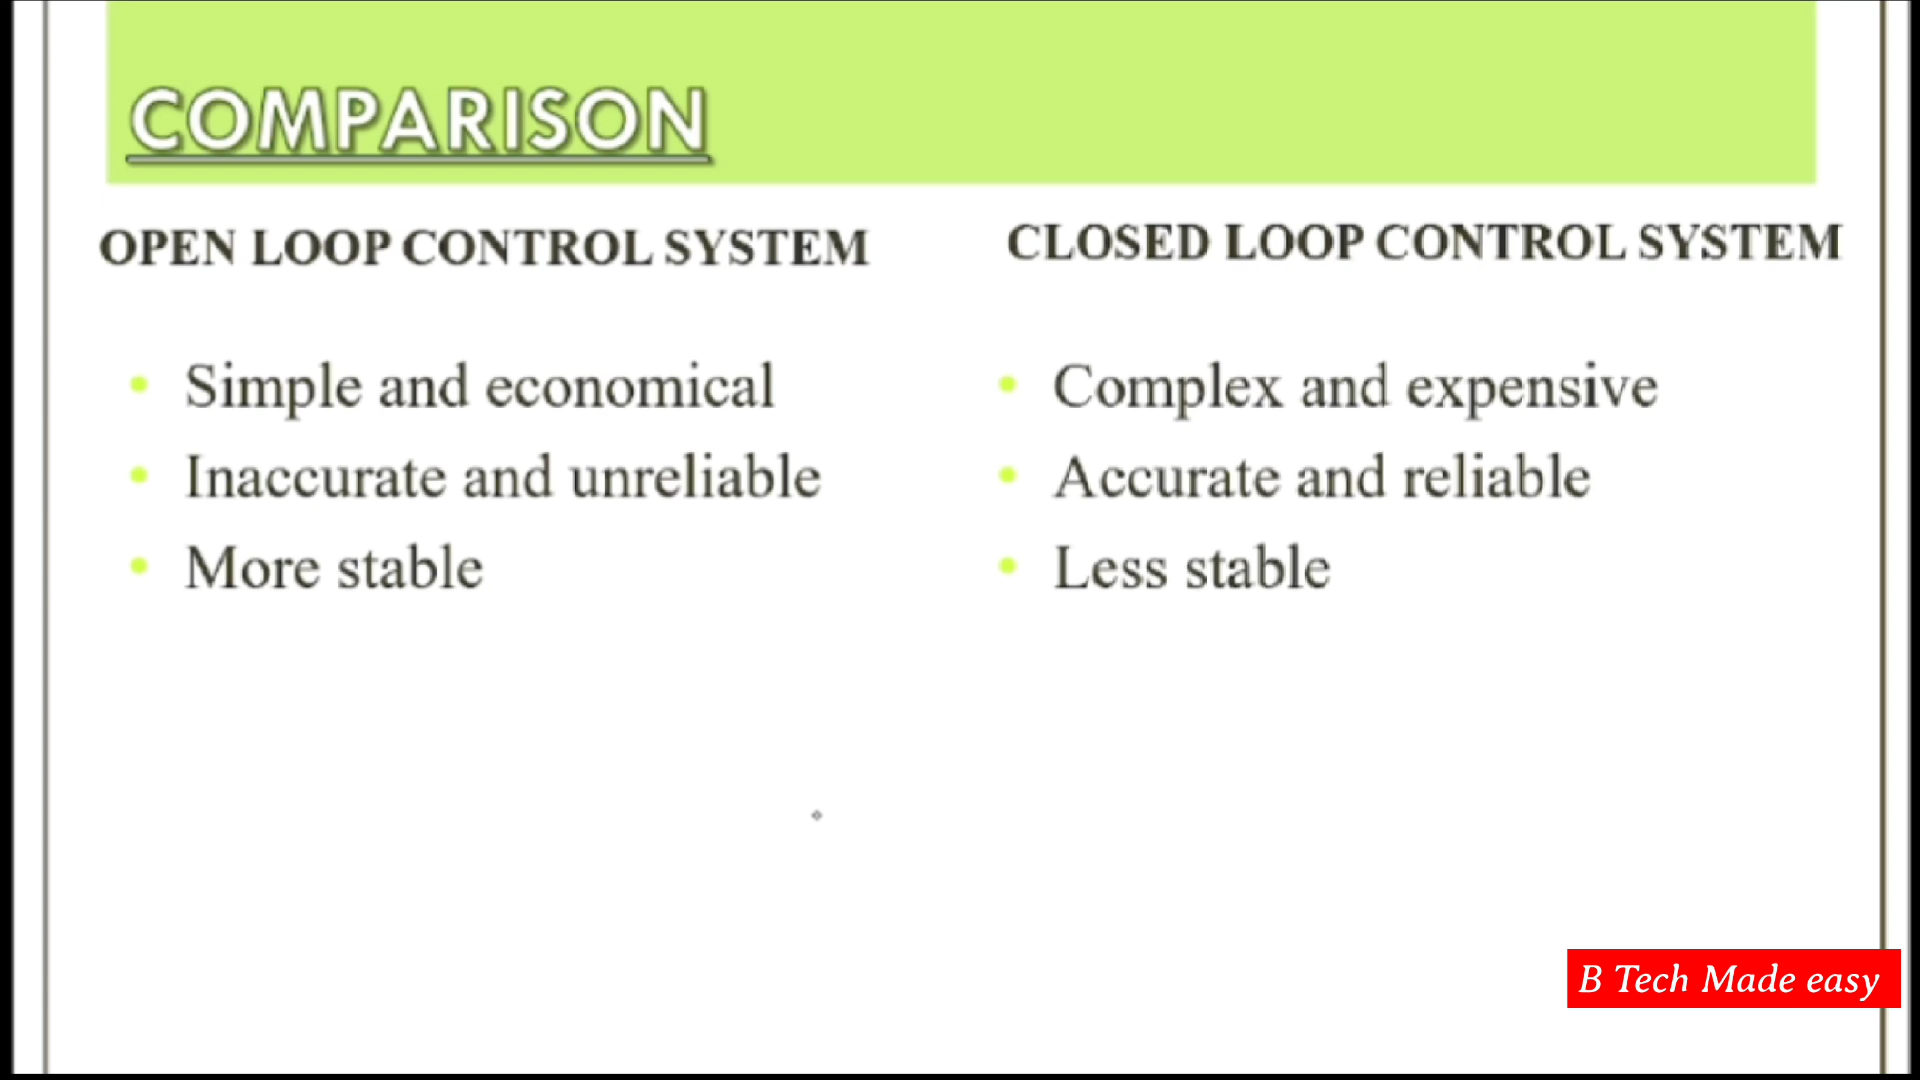 COMPARISON
OPEN LOOP CONTROL SYSTEM
Simple and economical
Inaccurate and unreliable
More stable
CLOSED LOOP CONTROL SYSTEM
Complex and expensive
Accurate and reliable
Less stable
B Tech Made easy